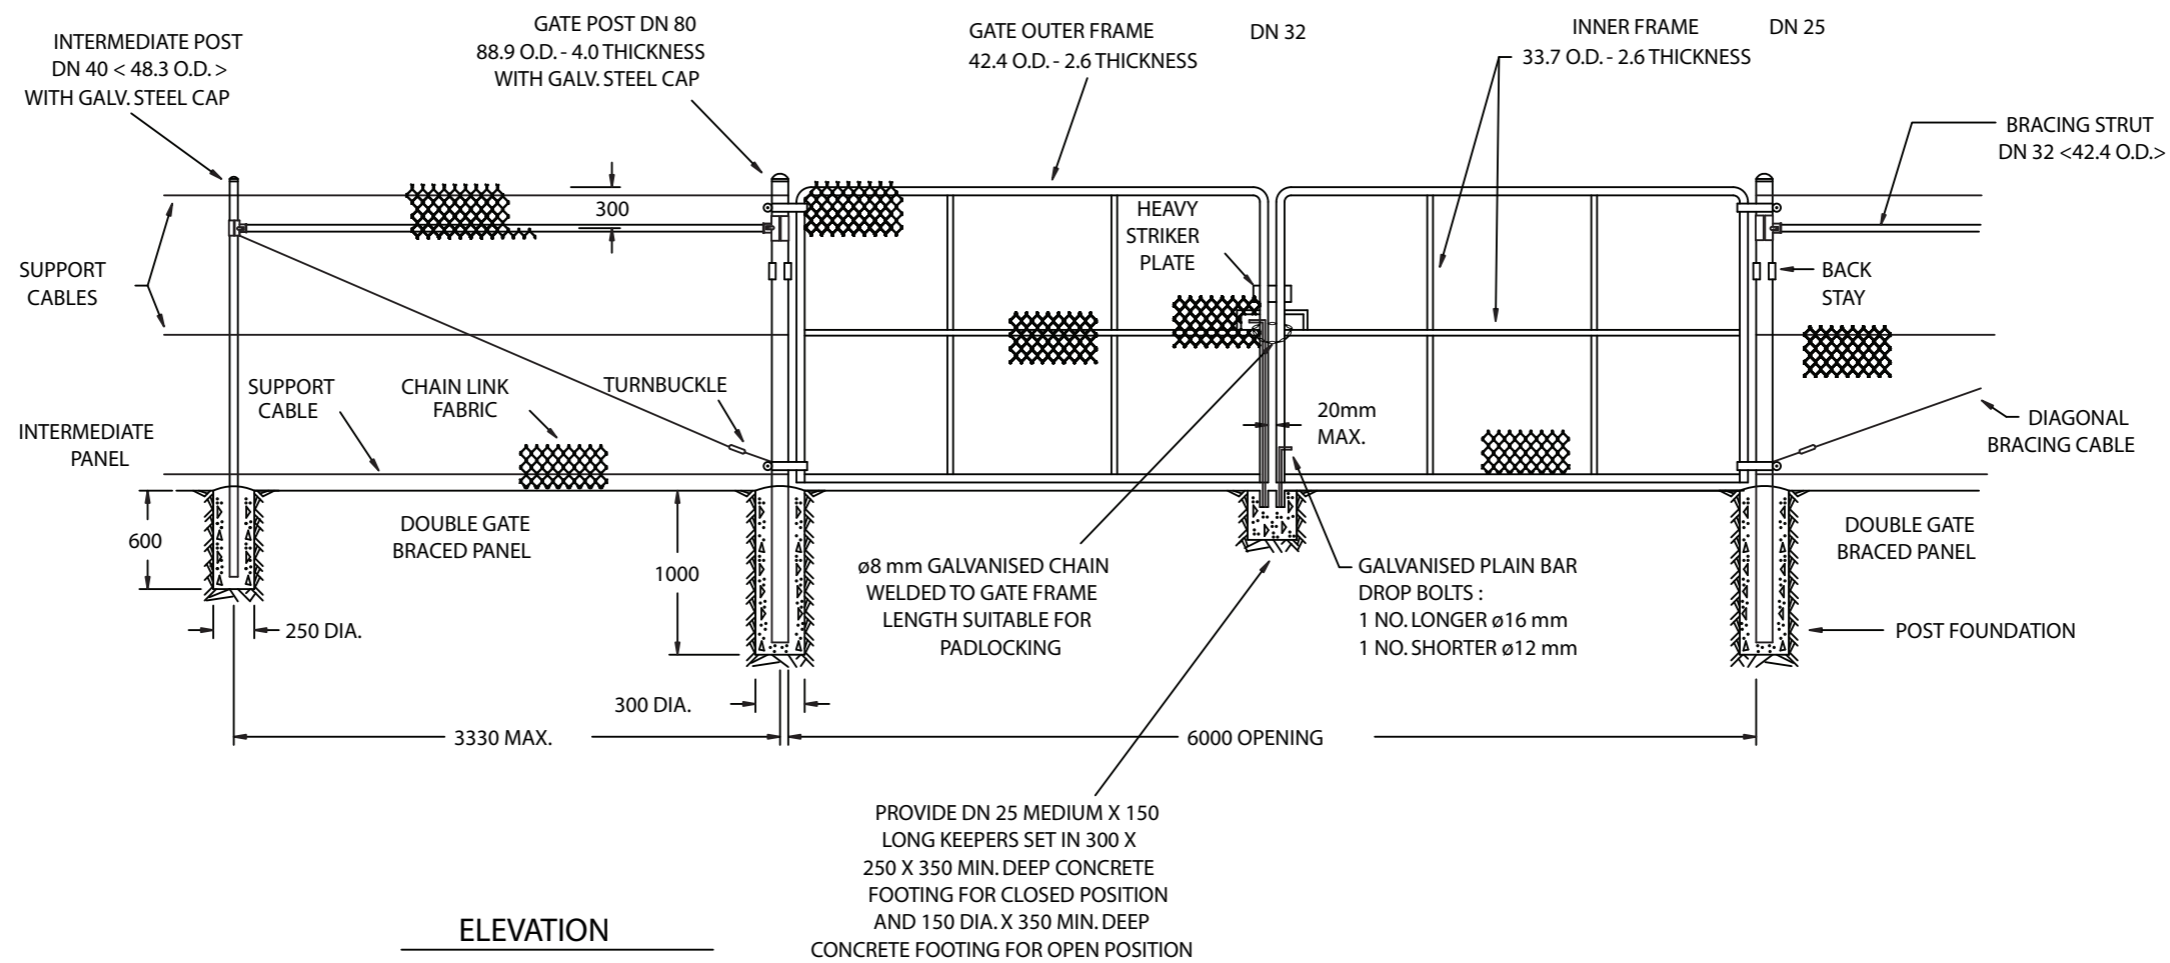 INTERMEDIATE POST
DN 40 < 48.3 O.D. >
WITH GALV. STEEL CAP
GATE POST DN 80
88.9 O.D. - 4.0 THICKNESS
WITH GALV. STEEL CAP
GATE OUTER FRAME DN 32
42.4 O.D. - 2.6 THICKNESS
INNER FRAME DN 25
33.7 O.D. - 2.6 THICKNESS
BRACING STRUT
DN 32 <42.4 O.D.>
300
HEAVY
STRIKER
PLATE
SUPPORT
CABLES
BACK
STAY
SUPPORT
CABLE
CHAIN LINK
FABRIC
TURNBUCKLE
20mm
MAX.
INTERMEDIATE
PANEL
DIAGONAL
BRACING CABLE
600
DOUBLE GATE
BRACED PANEL
1000
DOUBLE GATE
BRACED PANEL
ø8 mm GALVANISED CHAIN
WELDED TO GATE FRAME
LENGTH SUITABLE FOR
PADLOCKING
GALVANISED PLAIN BAR
DROP BOLTS :
1 NO. LONGER ø16 mm
1 NO. SHORTER ø12 mm
250 DIA.
POST FOUNDATION
300 DIA.
3330 MAX.
6000 OPENING
PROVIDE DN 25 MEDIUM X 150
LONG KEEPERS SET IN 300 X
250 X 350 MIN. DEEP CONCRETE
FOOTING FOR CLOSED POSITION
AND 150 DIA. X 350 MIN. DEEP
CONCRETE FOOTING FOR OPEN POSITION
ELEVATION